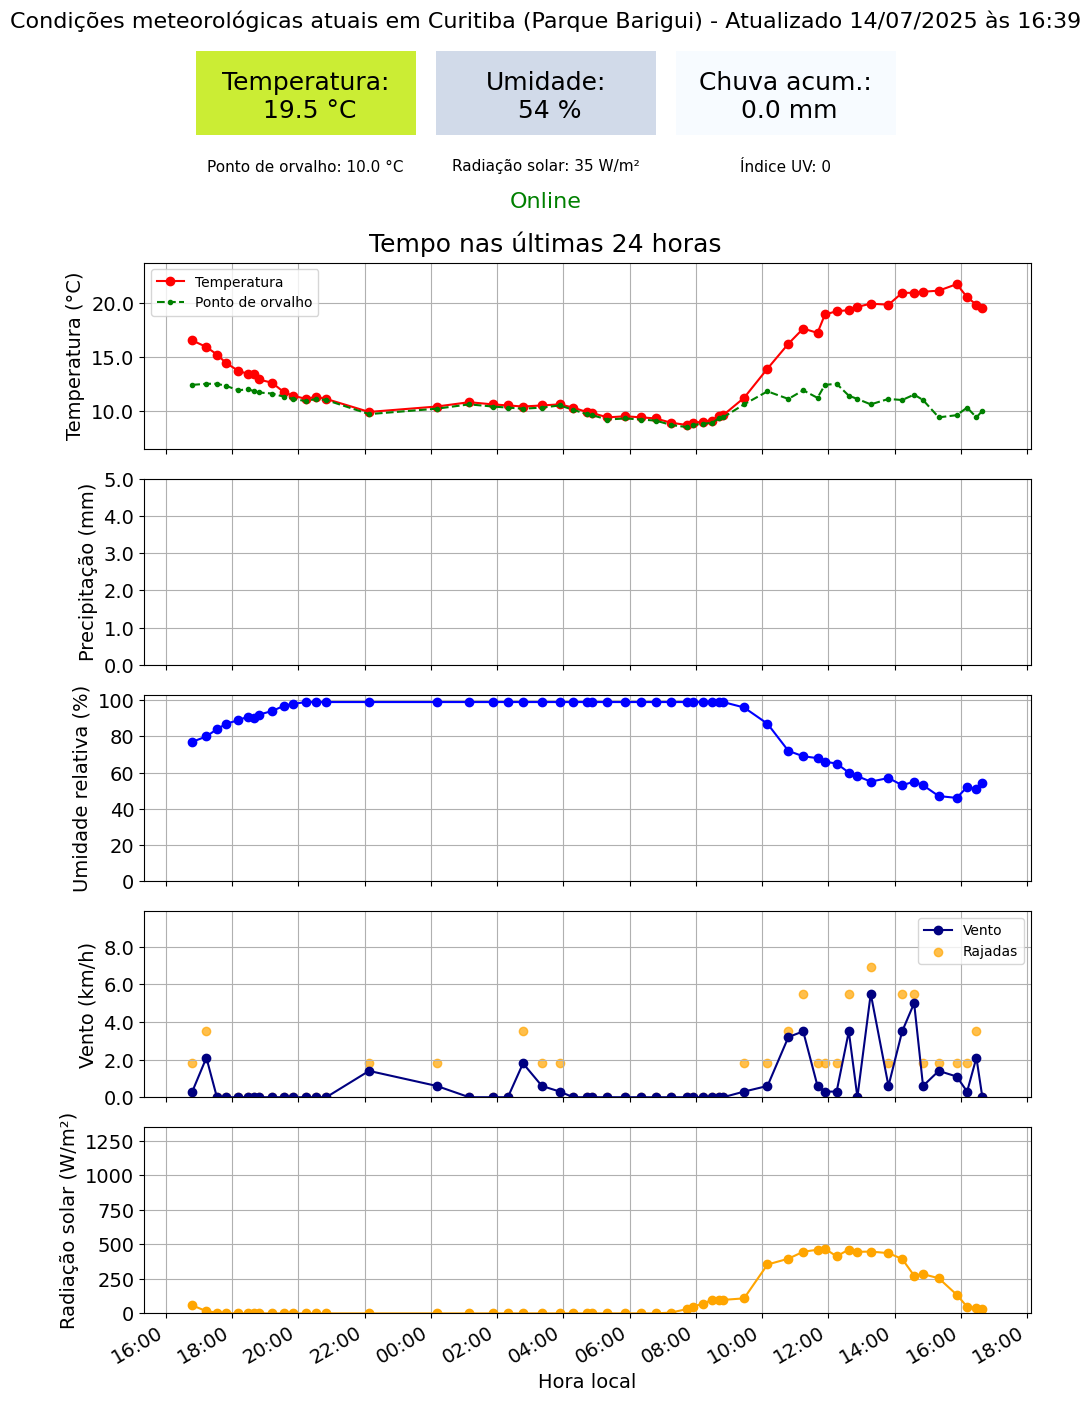 Condições meteorológicas atuais em Curitiba (Parque Barigui) - Atualizado 14/07/2025 às 16:39
Temperatura:
19.5 °C
Umidade:
54 %
Chuva acum.:
0.0 mm
Ponto de orvalho: 10.0 °C
Radiação solar: 35 W/m²
Índice UV: 0
Online
Tempo nas últimas 24 horas
Temperatura (°C)
20.0
15.0
10.0
Temperatura
Ponto de orvalho
Precipitação (mm)
5.0
4.0
3.0
2.0
1.0
0.0
Umidade relativa (%)
100
80
60
40
20
0
Vento (km/h)
8.0
6.0
4.0
2.0
0.0
Vento
Rajadas
Radiação solar (W/m²)
1250
1000
750
500
250
0
16:00 18:00 20:00 22:00 00:00 02:00 04:00 06:00 08:00 10:00 12:00 14:00 16:00 18:00
Hora local